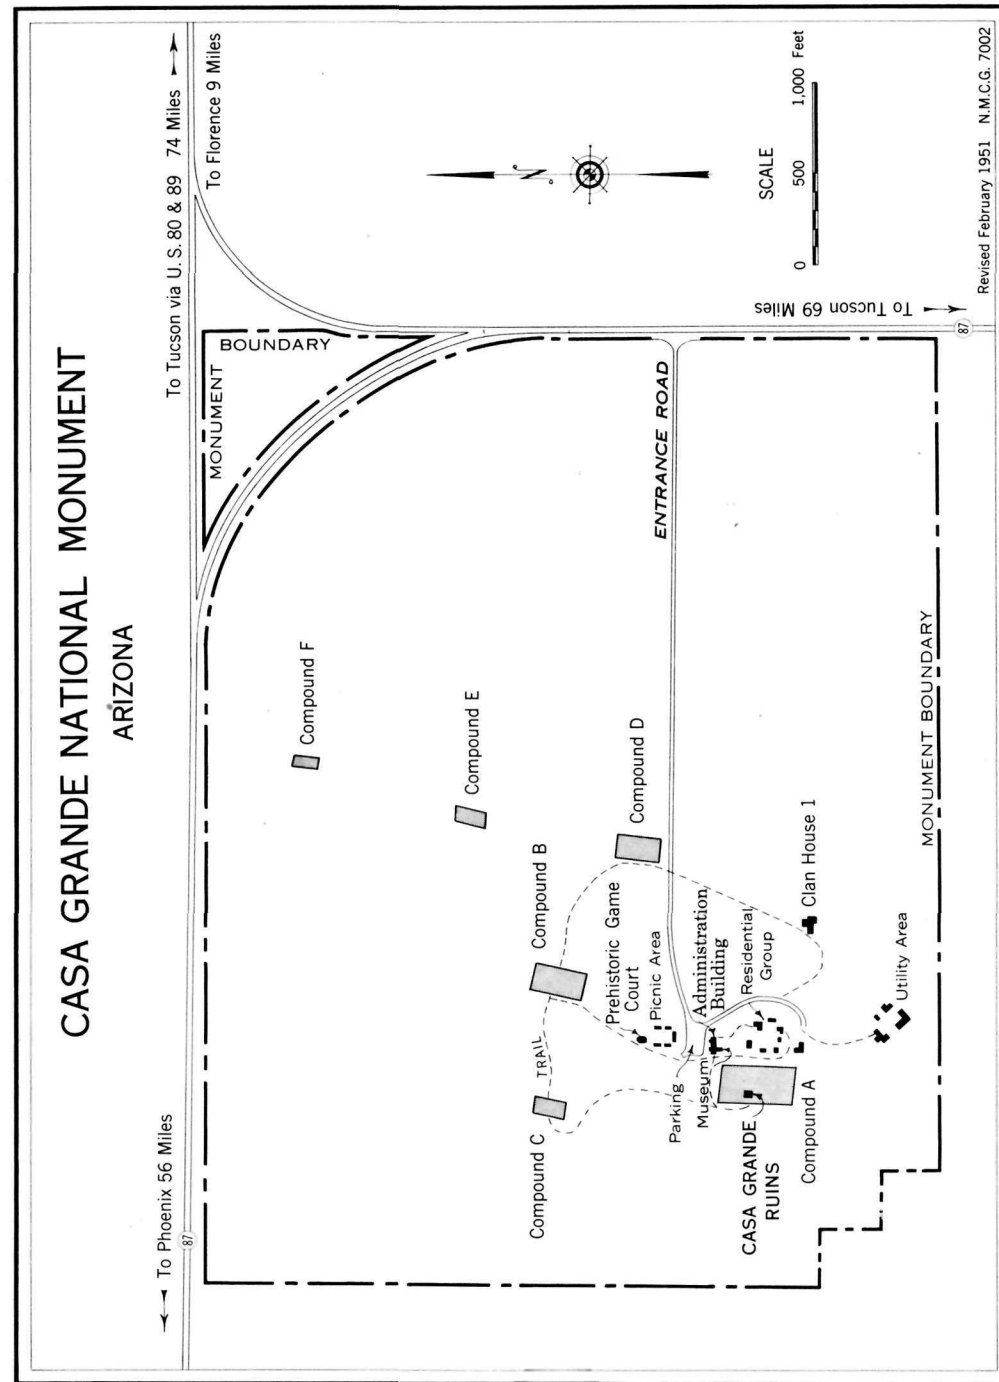 CASA GRANDE NATIONAL MONUMENT
ARIZONA
To Phoenix 56 Miles
87
To Tucson via U.S. 80 & 89 74 Miles
To Florence 9 Miles
MONUMENT
BOUNDARY
N
Compound F
Compound E
Compound B
Compound C
TRAIL
Prehistoric Game
Court
Picnic Area
Compound D
ENTRANCE ROAD
Parking
Museum
Administration
Building
Residential
Group
CASA GRANDE
RUINS
Compound A
Clan House 1
Utility Area
MONUMENT BOUNDARY
To Tucson 69 Miles
87
SCALE
0 500 1,000 Feet
Revised February 1951 N.M.C.G. 7002